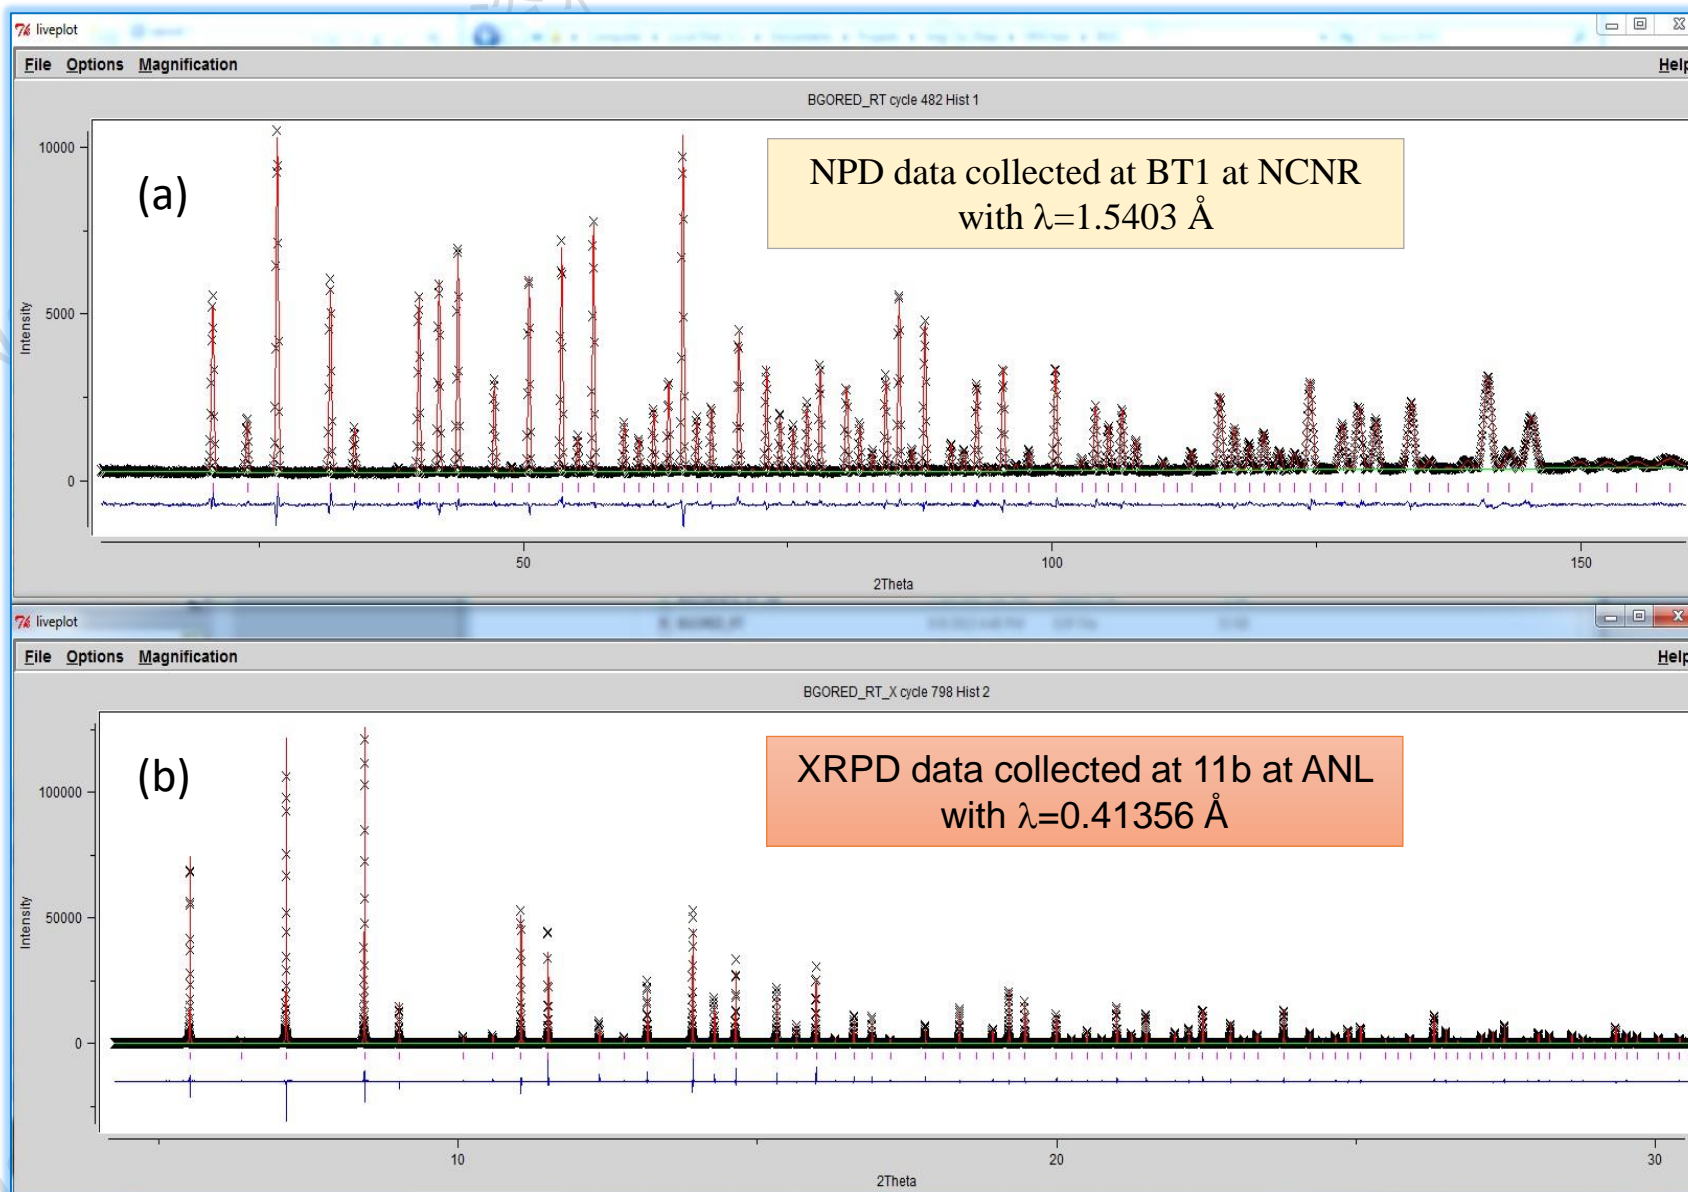 liveplot
File Options Magnification Help
BGORED_RT cycle 482 Hist 1
(a)
NPD data collected at BT1 at NCNR
with λ=1.5403 Å
10000
5000
0
Intensity
50 100 150
2Theta
liveplot
File Options Magnification Help
BGORED_RT_X cycle 798 Hist 2
(b)
XRPD data collected at 11b at ANL
with λ=0.41356 Å
100000
50000
0
Intensity
10 20 30
2Theta